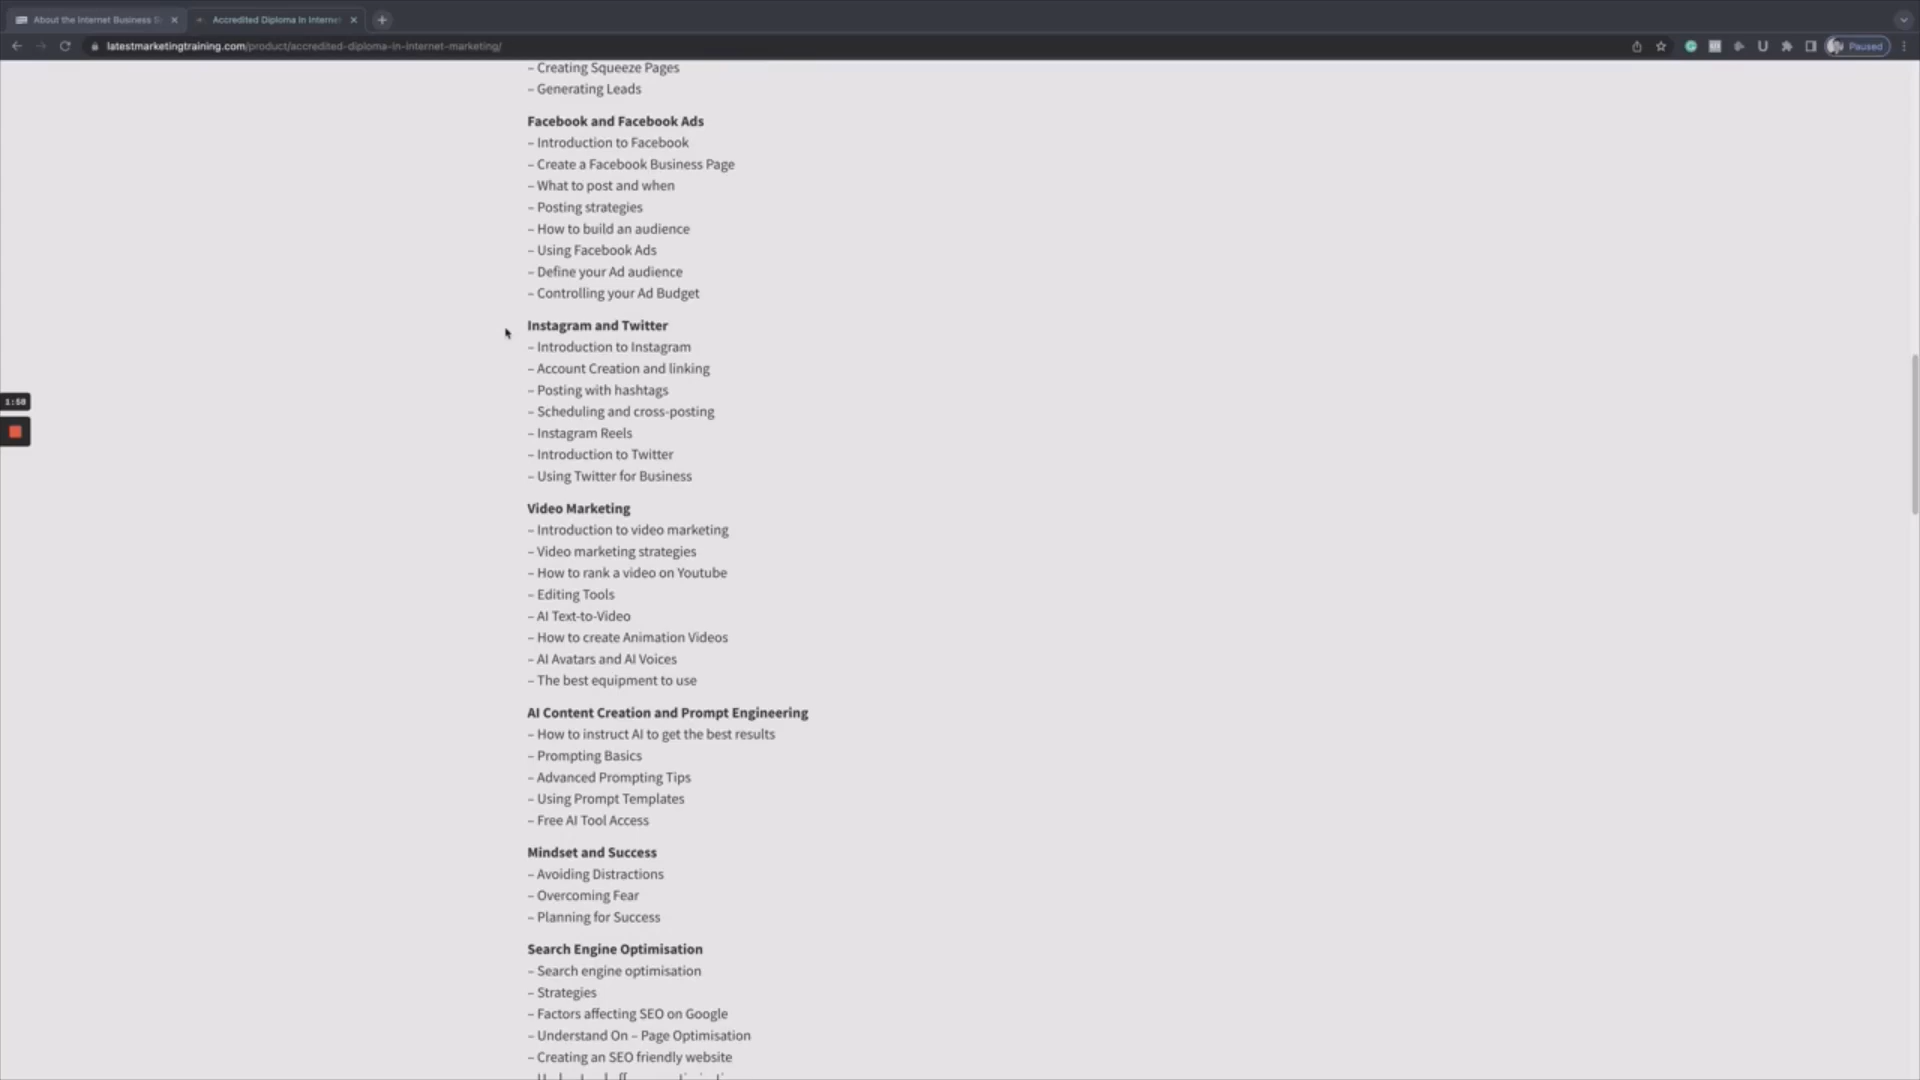 About the Internet Business S
Accredited Diploma in Interne
latestmarketingtraining.com/product/accredited-diploma-in-internet-marketing/
Paused
– Creating Squeeze Pages
– Generating Leads
Facebook and Facebook Ads
– Introduction to Facebook
– Create a Facebook Business Page
– What to post and when
– Posting strategies
– How to build an audience
– Using Facebook Ads
– Define your Ad audience
– Controlling your Ad Budget
Instagram and Twitter
– Introduction to Instagram
– Account Creation and linking
– Posting with hashtags
1:58
– Scheduling and cross-posting
– Instagram Reels
– Introduction to Twitter
– Using Twitter for Business
Video Marketing
– Introduction to video marketing
– Video marketing strategies
– How to rank a video on Youtube
– Editing Tools
– AI Text-to-Video
– How to create Animation Videos
– AI Avatars and AI Voices
– The best equipment to use
AI Content Creation and Prompt Engineering
– How to instruct AI to get the best results
– Prompting Basics
– Advanced Prompting Tips
– Using Prompt Templates
– Free AI Tool Access
Mindset and Success
– Avoiding Distractions
– Overcoming Fear
– Planning for Success
Search Engine Optimisation
– Search engine optimisation
– Strategies
– Factors affecting SEO on Google
– Understand On – Page Optimisation
– Creating an SEO friendly website